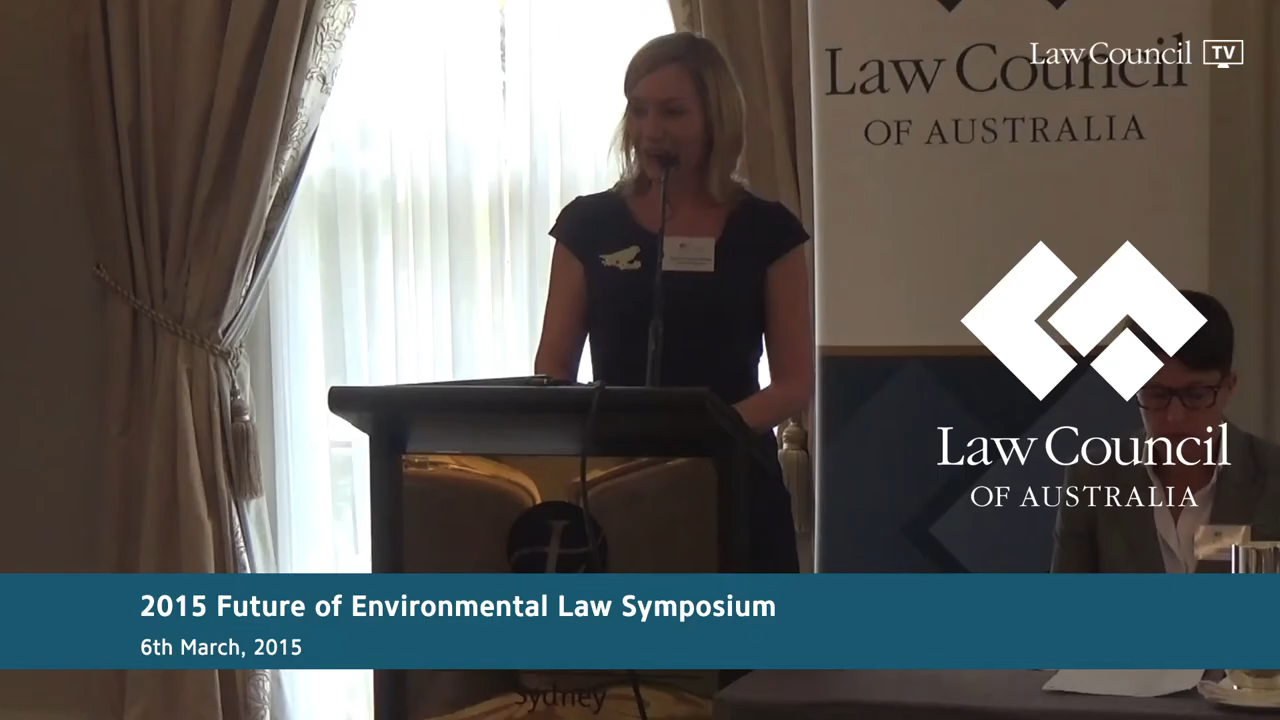 Law Council TV
Law Council
OF AUSTRALIA
Law Council
OF AUSTRALIA
2015 Future of Environmental Law Symposium
6th March, 2015
Sydney